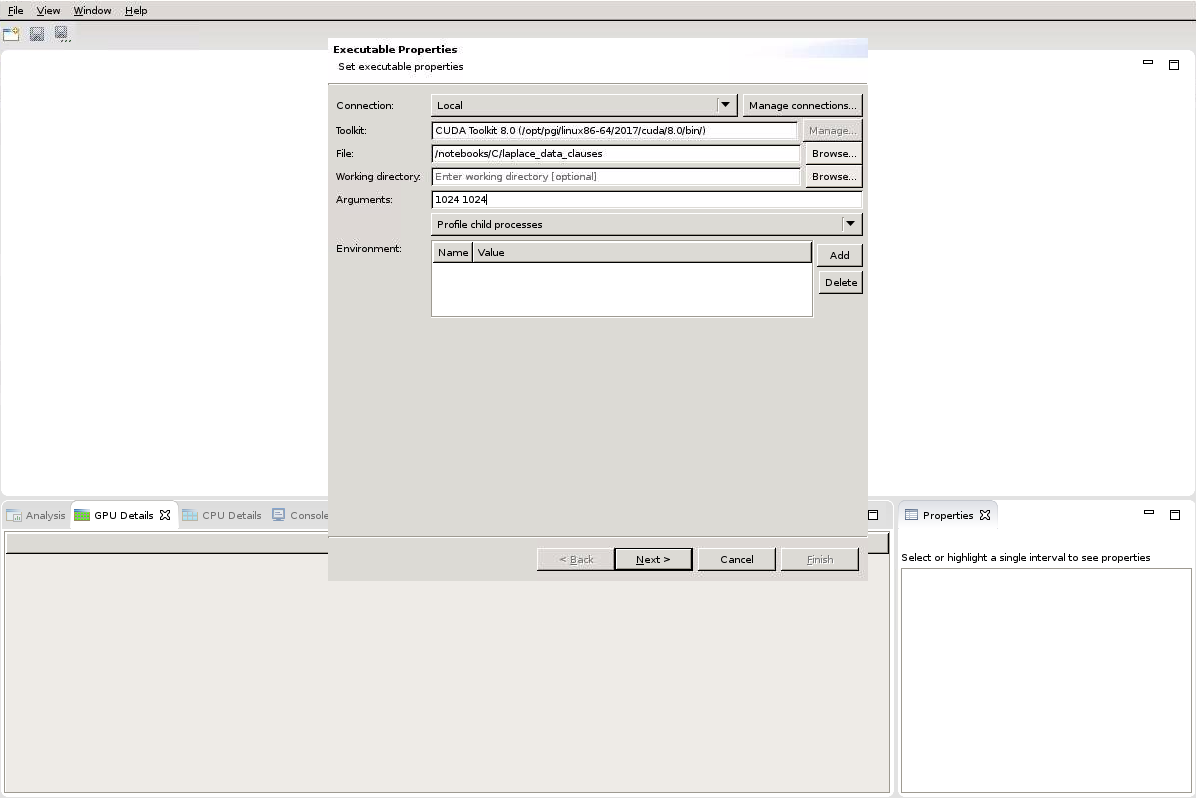 File View Window Help
Executable Properties
Set executable properties
Connection: Local Manage connections...
Toolkit: CUDA Toolkit 8.0 (/opt/pgi/linux86-64/2017/cuda/8.0/bin/) Manage...
File: /notebooks/C/laplace_data_clauses Browse...
Working directory: Enter working directory [optional] Browse...
Arguments: 1024 1024
Profile child processes
Environment: Name Value Add
Delete
Analysis GPU Details CPU Details Console Properties
< Back Next > Cancel Finish
Select or highlight a single interval to see properties